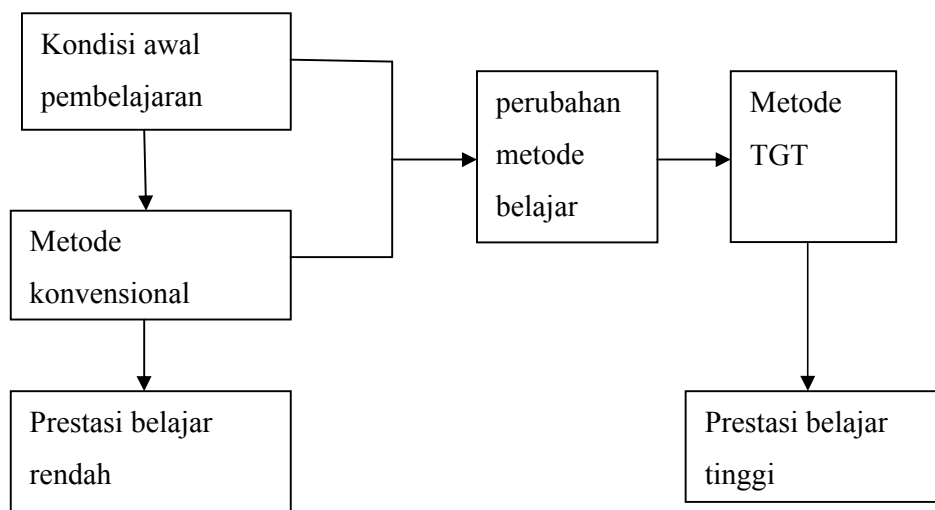 Kondisi awal
pembelajaran
perubahan
metode
belajar
Metode
TGT
Metode
konvensional
Prestasi belajar
rendah
Prestasi belajar
tinggi